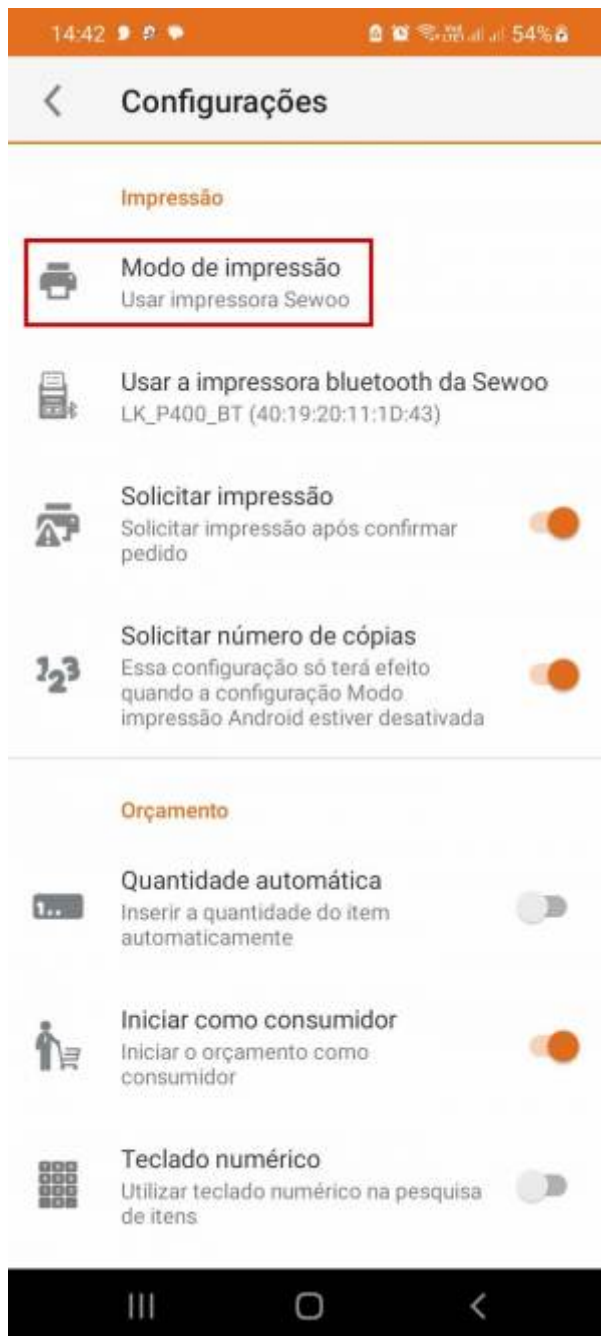 14:42 54%
Configurações
Impressão
Modo de impressão
Usar impressora Sewoo
Usar a impressora bluetooth da Sewoo
LK_P400_BT (40:19:20:11:1D:43)
Solicitar impressão
Solicitar impressão após confirmar
pedido
123
Solicitar número de cópias
Essa configuração só terá efeito
quando a configuração Modo
impressão Android estiver desativada
Orçamento
1..
Quantidade automática
Inserir a quantidade do item
automaticamente
Iniciar como consumidor
Iniciar o orçamento como
consumidor
Teclado numérico
Utilizar teclado numérico na pesquisa
de itens